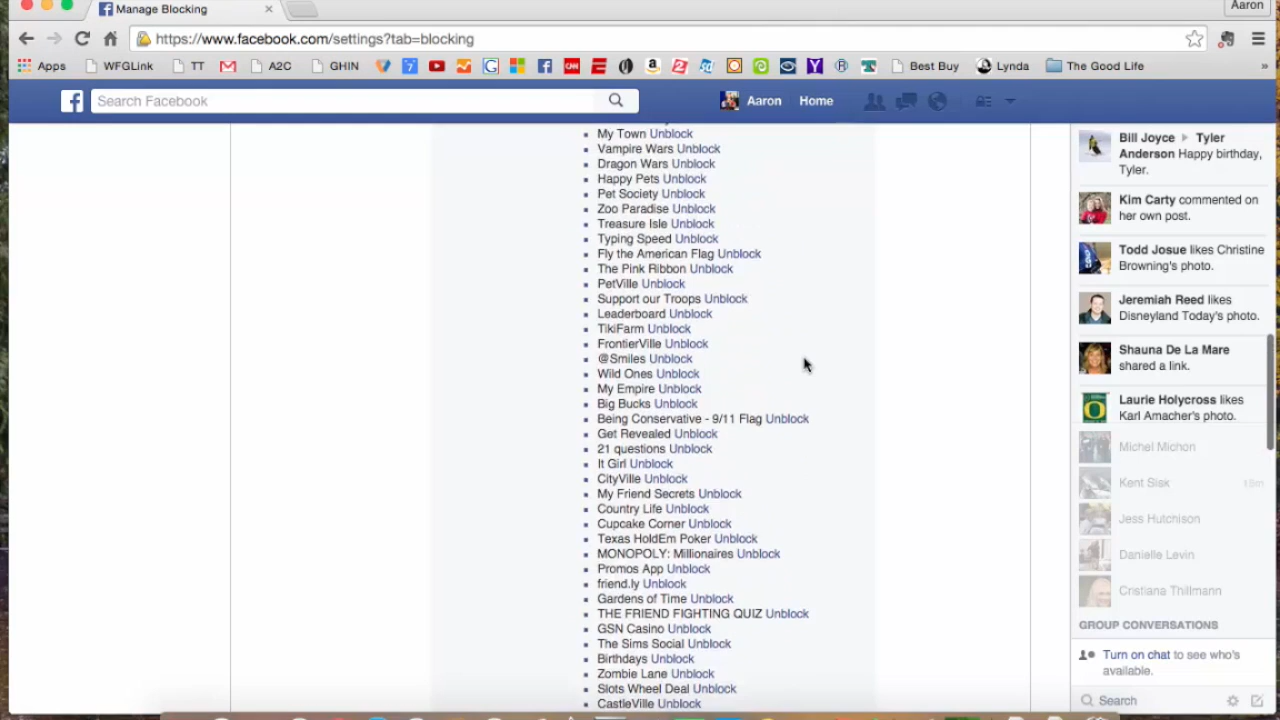 Manage Blocking
Aaron
https://www.facebook.com/settings?tab=blocking
Apps WFGLink TT A2C GHIN Best Buy Lynda The Good Life »
Search Facebook
Aaron Home
My Town Unblock
Vampire Wars Unblock
Dragon Wars Unblock
Happy Pets Unblock
Pet Society Unblock
Zoo Paradise Unblock
Treasure Isle Unblock
Typing Speed Unblock
Fly the American Flag Unblock
The Pink Ribbon Unblock
PetVille Unblock
Support our Troops Unblock
Leaderboard Unblock
TikiFarm Unblock
FrontierVille Unblock
@Smiles Unblock
Wild Ones Unblock
My Empire Unblock
Big Bucks Unblock
Being Conservative - 9/11 Flag Unblock
Get Revealed Unblock
21 questions Unblock
It Girl Unblock
CityVille Unblock
My Friend Secrets Unblock
Country Life Unblock
Cupcake Corner Unblock
Texas HoldEm Poker Unblock
MONOPOLY: Millionaires Unblock
Promos App Unblock
friend.ly Unblock
Gardens of Time Unblock
THE FRIEND FIGHTING QUIZ Unblock
GSN Casino Unblock
The Sims Social Unblock
Birthdays Unblock
Zombie Lane Unblock
Slots Wheel Deal Unblock
CastleVille Unblock
Bill Joyce ▸ Tyler
Anderson Happy birthday,
Tyler.
Kim Carty commented on
her own post.
Todd Josue likes Christine
Browning's photo.
Jeremiah Reed likes
Disneyland Today's photo.
Shauna De La Mare
shared a link.
Laurie Holycross likes
Karl Amacher's photo.
Michel Michon
Kent Sisk
Jess Hutchison
Danielle Levin
Cristiana Thillmann
GROUP CONVERSATIONS
Turn on chat to see who's
available.
Search